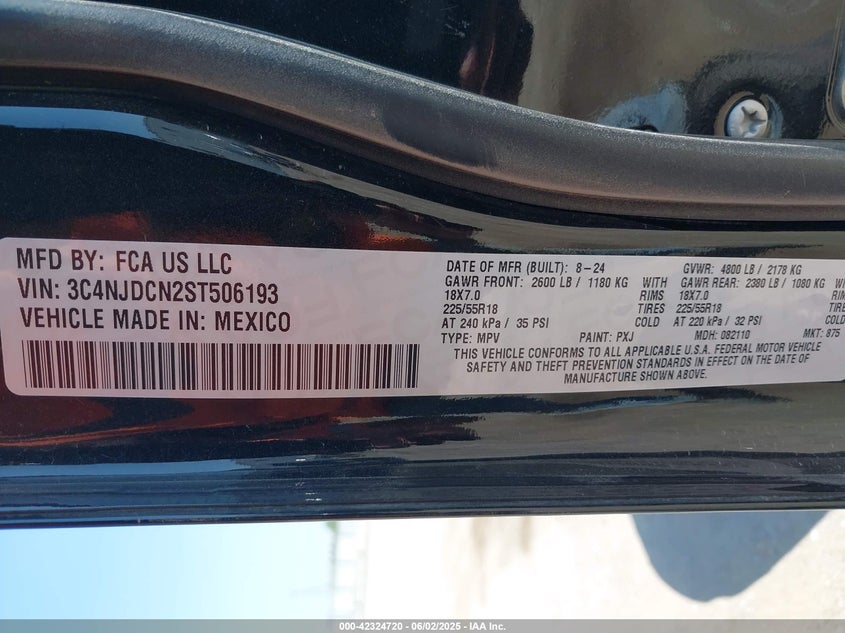 MFD BY: FCA US LLC
VIN: 3C4NJDCN2ST506193
VEHICLE MADE IN: MEXICO
DATE OF MFR (BUILT): 8-24 GVWR: 4800 LB / 2178 KG
GAWR FRONT: 2600 LB / 1180 KG WITH GAWR REAR: 2380 LB / 1080 KG
18X7.0 RIMS 18X7.0
225/55R18 TIRES 225/55R18
AT 240 kPa / 35 PSI COLD AT 220 kPa / 32 PSI
TYPE: MPV PAINT: PXJ MDH: 082110 MKT: 875
THIS VEHICLE CONFORMS TO ALL APPLICABLE U.S.A. FEDERAL MOTOR VEHICLE
SAFETY AND THEFT PREVENTION STANDARDS IN EFFECT ON THE DATE OF
MANUFACTURE SHOWN ABOVE.
000-42324720 - 06/02/2025 - IAA, Inc.